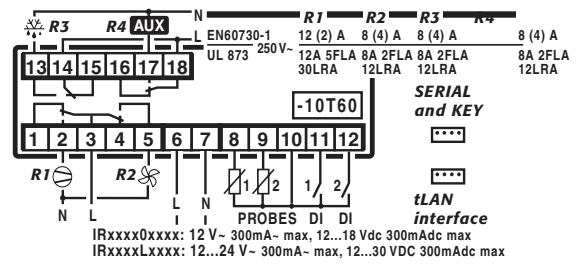 N R1 R2 R3 R4
R3 R4 AUX
L EN60730-1 250 V~ 12 (2) A 8 (4) A 8 (4) A 8 (4) A
UL 873 12A 5FLA 8A 2FLA 8A 2FLA 8A 2FLA
30LRA 12LRA 12LRA 12LRA
13 14 15 16 17 18
SERIAL
and KEY
-10T60
1 2 3 4 5 6 7 8 9 10 11 12
R1 R2 1 2 1 2
tLAN
interface
N L L N PROBES DI DI
IRxxxx0xxxx: 12 V~ 300mA~ max, 12...18 Vdc 300mAdc max
IRxxxxLxxxx: 12...24 V~ 300mA~ max, 12...30 VDC 300mAdc max